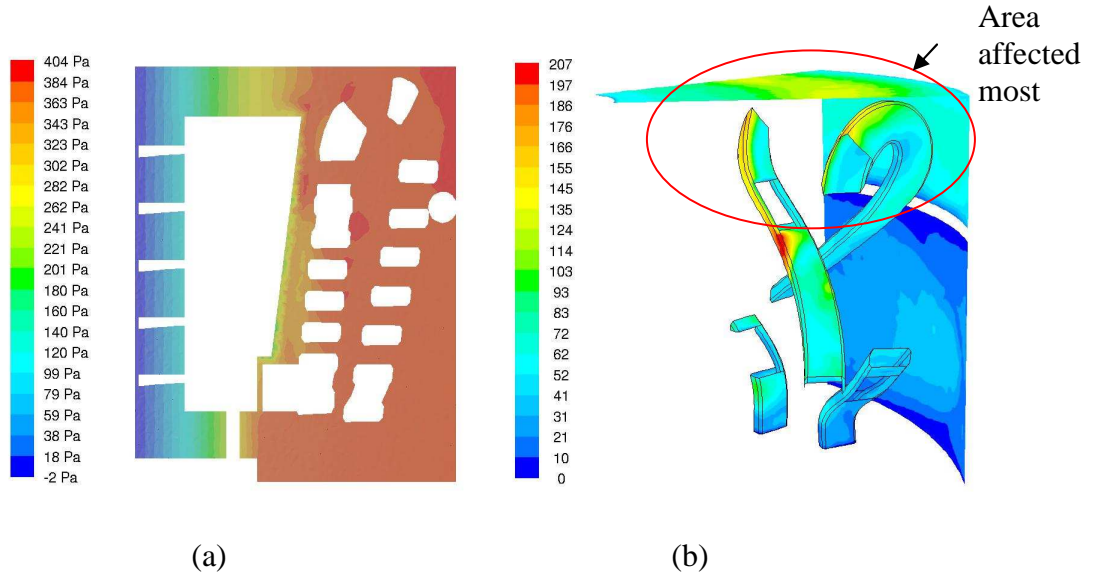 Area
affected
most
404 Pa
384 Pa
363 Pa
343 Pa
323 Pa
302 Pa
282 Pa
262 Pa
241 Pa
221 Pa
201 Pa
180 Pa
160 Pa
140 Pa
120 Pa
99 Pa
79 Pa
59 Pa
38 Pa
18 Pa
-2 Pa
207
197
186
176
166
155
145
135
124
114
103
93
83
72
62
52
41
31
21
10
0
(a)
(b)